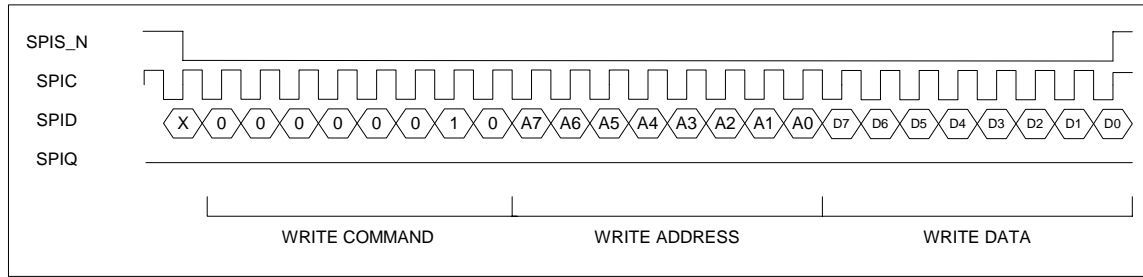 SPIS_N
SPIC
SPID X 0 0 0 0 0 0 1 0 A7 A6 A5 A4 A3 A2 A1 A0 D7 D6 D5 D4 D3 D2 D1 D0
SPIQ
WRITE COMMAND WRITE ADDRESS WRITE DATA